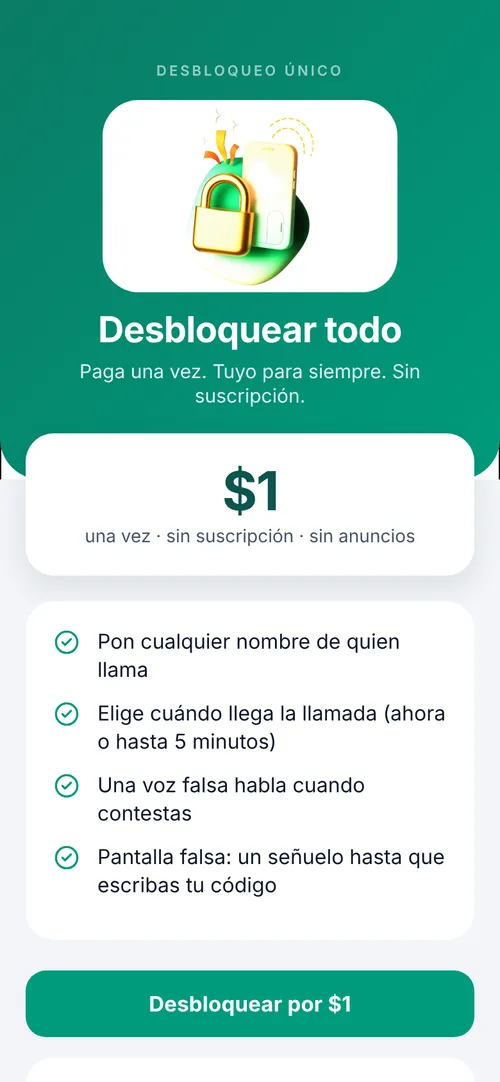 DESBLOQUEO ÚNICO
Desbloquear todo
Paga una vez. Tuyo para siempre. Sin
suscripción.
$1
una vez · sin suscripción · sin anuncios
Pon cualquier nombre de quien
llama
Elige cuándo llega la llamada (ahora
o hasta 5 minutos)
Una voz falsa habla cuando
contestas
Pantalla falsa: un señuelo hasta que
escribas tu código
Desbloquear por $1